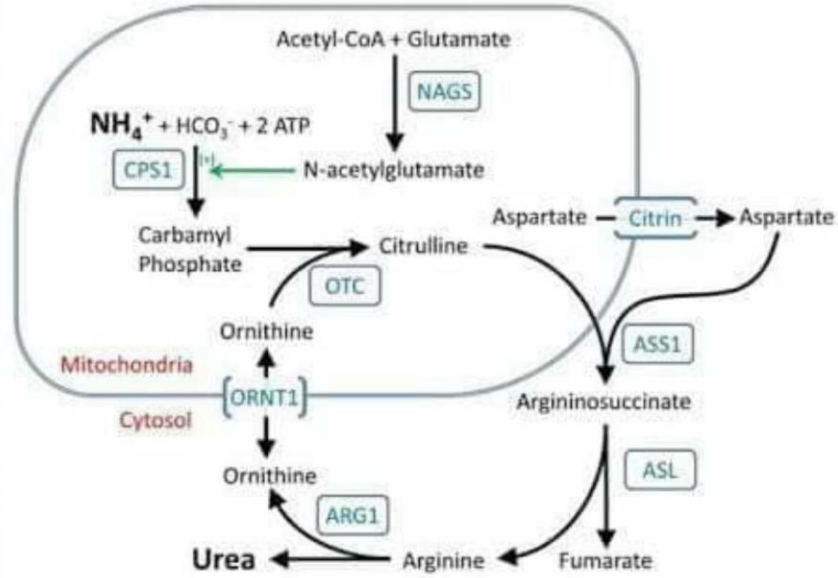 Acetyl-CoA + Glutamate
NAGS
NH₄⁺ + HCO₃⁻ + 2 ATP
CPS1
[+]
N-acetylglutamate
Aspartate
Citrin
Aspartate
Carbamyl
Phosphate
Citrulline
OTC
Ornithine
ASS1
Mitochondria
ORNT1
Argininosuccinate
Cytosol
Ornithine
ASL
ARG1
Urea
Arginine
Fumarate